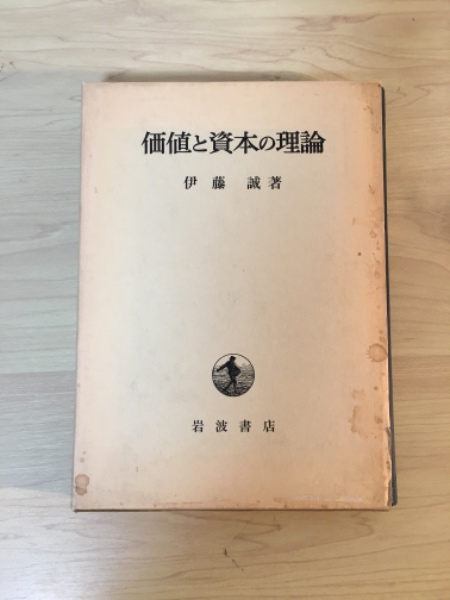 価値と資本の理論
伊藤 誠著
岩波書店